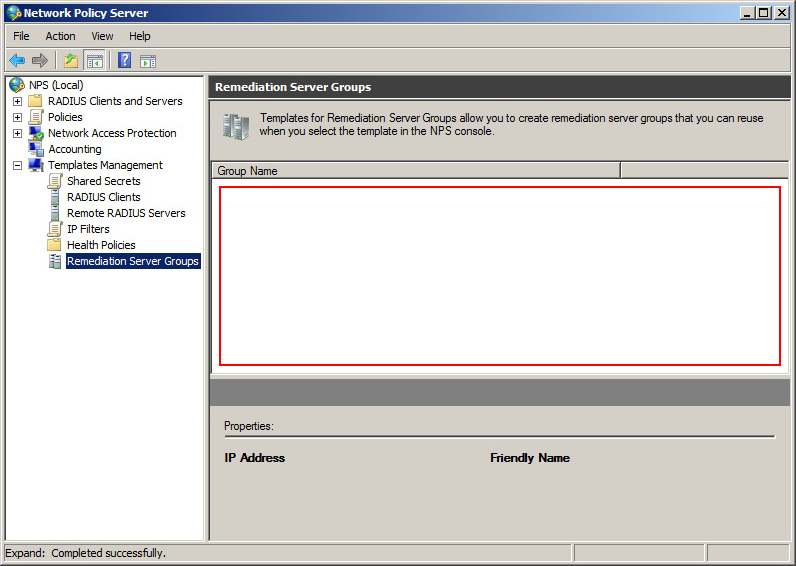 Network Policy Server
File Action View Help
NPS (Local)
RADIUS Clients and Servers
Policies
Network Access Protection
Accounting
Templates Management
Shared Secrets
RADIUS Clients
Remote RADIUS Servers
IP Filters
Health Policies
Remediation Server Groups
Remediation Server Groups
Templates for Remediation Server Groups allow you to create remediation server groups that you can reuse
when you select the template in the NPS console.
Group Name
Properties:
IP Address Friendly Name
Expand: Completed successfully.